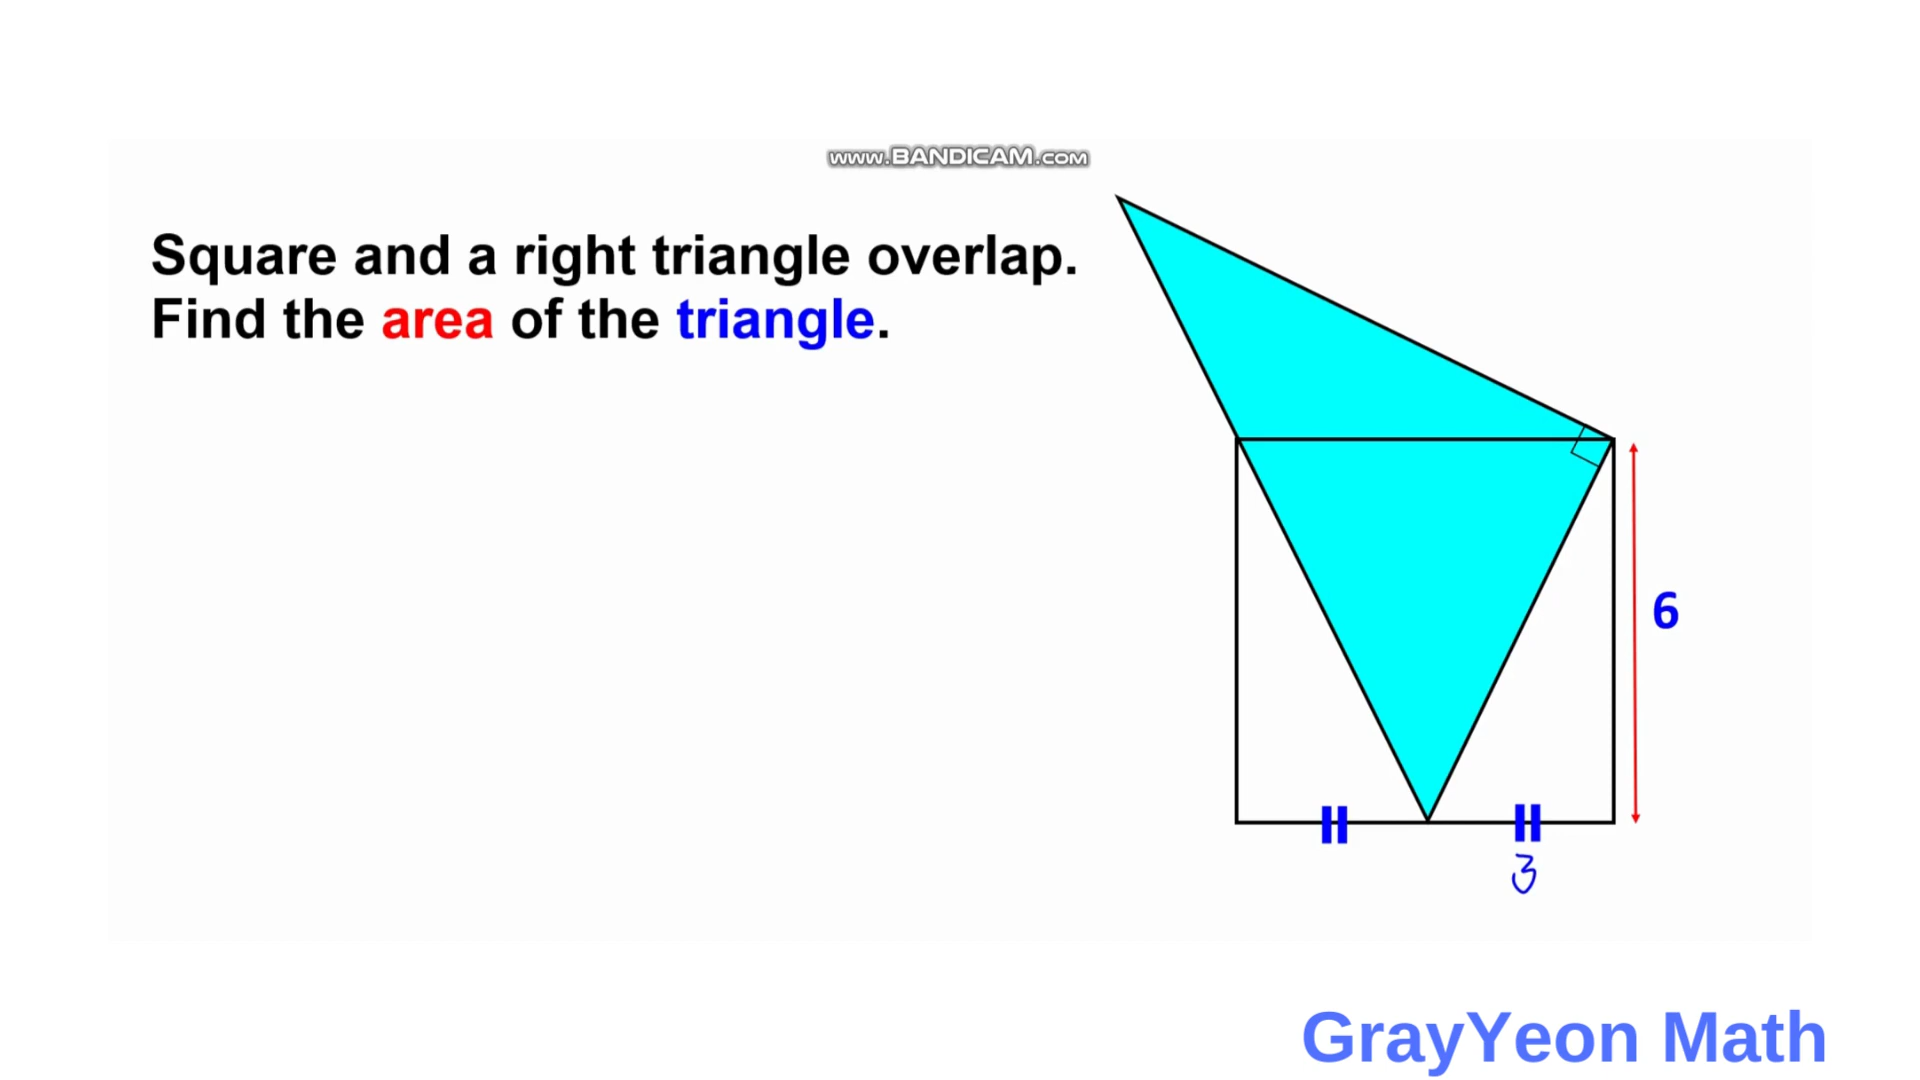 www.BANDICAM.com
Square and a right triangle overlap.
Find the area of the triangle.
6
3
GrayYeon Math